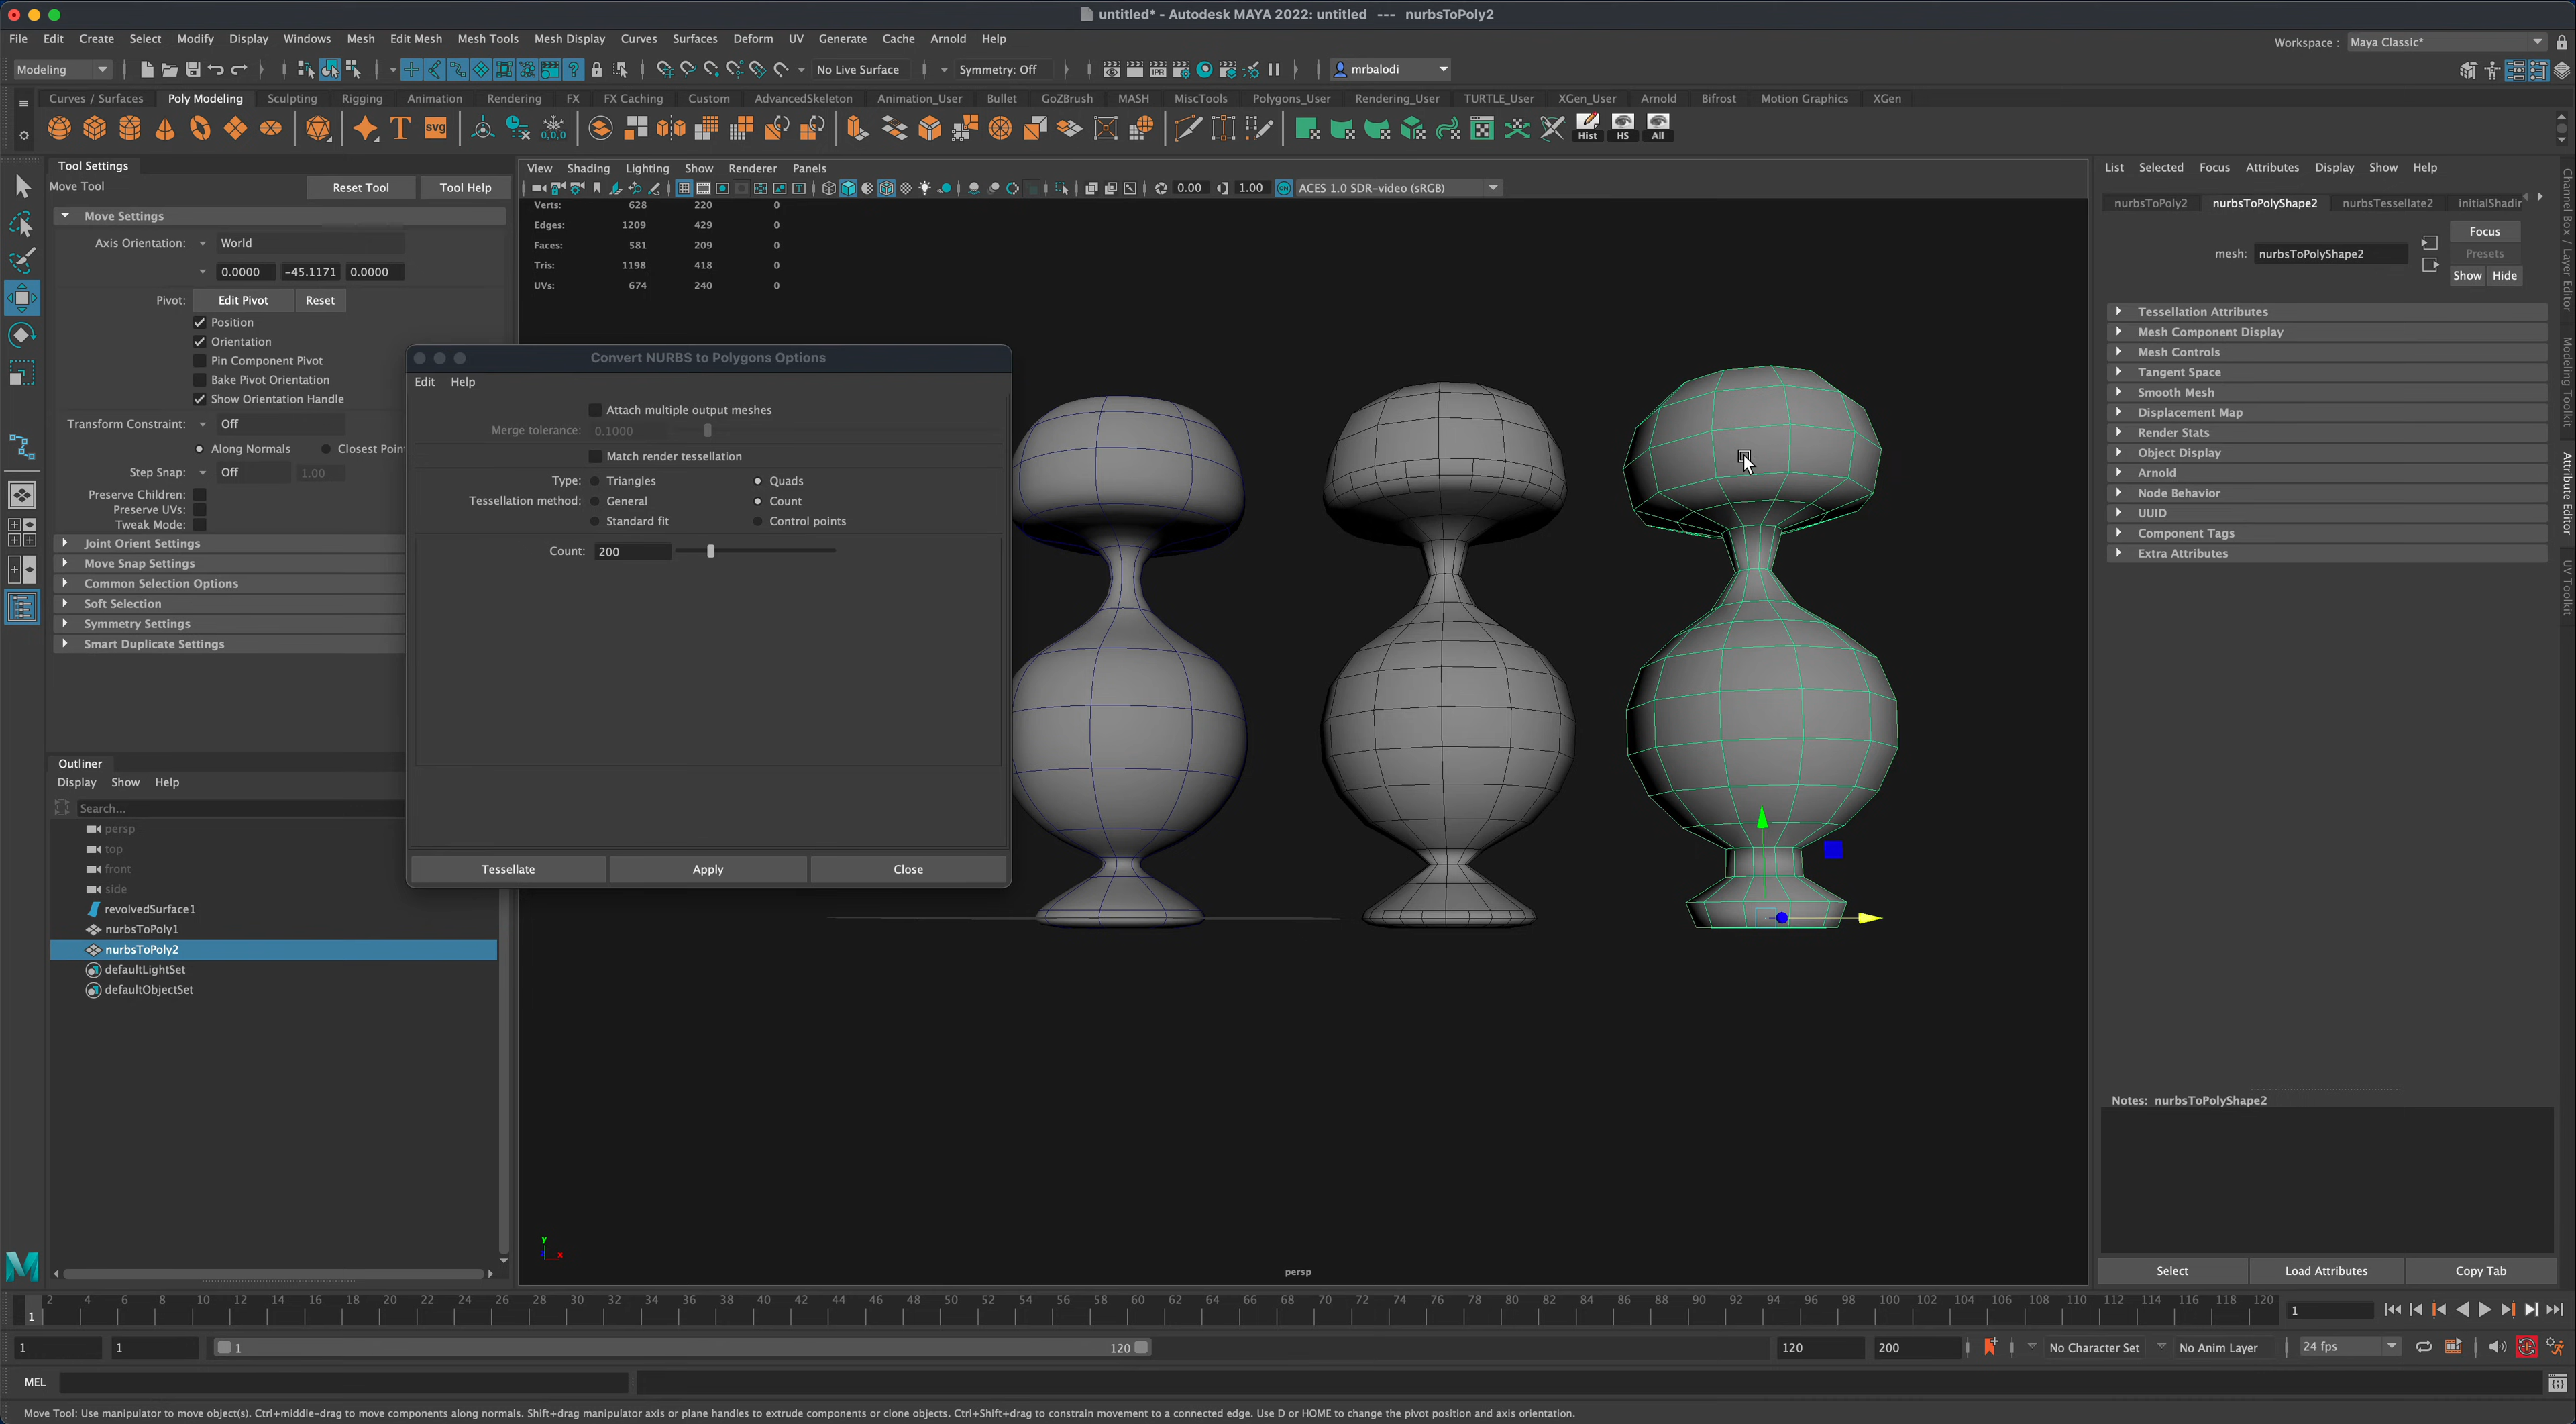 untitled* - Autodesk MAYA 2022: untitled --- nurbsToPoly2
File Edit Create Select Modify Display Windows Mesh Edit Mesh Mesh Tools Mesh Display Curves Surfaces Deform UV Generate Cache Arnold Help
Workspace : Maya Classic*
Modeling
No Live Surface
Symmetry: Off
mrbalodi
Curves / Surfaces Poly Modeling Sculpting Rigging Animation Rendering FX FX Caching Custom AdvancedSkeleton Animation_User Bullet GoZBrush MASH MiscTools Polygons_User Rendering_User TURTLE_User XGen_User Arnold Bifrost Motion Graphics XGen
T svg 0,0,0 Hist HS All
Tool Settings
Move Tool
Reset Tool Tool Help
Move Settings
Axis Orientation: World
0.0000 -45.1171 0.0000
Pivot: Edit Pivot Reset
Position
Orientation
Pin Component Pivot
Bake Pivot Orientation
Show Orientation Handle
Transform Constraint: Off
Along Normals Closest Poin
Step Snap: Off 1.00
Preserve Children:
Preserve UVs:
Tweak Mode:
Joint Orient Settings
Move Snap Settings
Common Selection Options
Soft Selection
Symmetry Settings
Smart Duplicate Settings
Outliner
Display Show Help
Search...
persp
top
front
side
revolvedSurface1
nurbsToPoly1
nurbsToPoly2
defaultLightSet
defaultObjectSet
View Shading Lighting Show Renderer Panels
0.00 1.00 ACES 1.0 SDR-video (sRGB)
Verts: 628 220 0
Edges: 1209 429 0
Faces: 581 209 0
Tris: 1198 418 0
UVs: 674 240 0
Convert NURBS to Polygons Options
Edit Help
Attach multiple output meshes
Merge tolerance: 0.1000
Match render tessellation
Type: Triangles Quads
Tessellation method: General Count
Standard fit Control points
Count: 200
Tessellate Apply Close
y
x
persp
List Selected Focus Attributes Display Show Help
nurbsToPoly2 nurbsToPolyShape2 nurbsTessellate2 initialShadir
Focus
mesh: nurbsToPolyShape2
Presets
Show Hide
Tessellation Attributes
Mesh Component Display
Mesh Controls
Tangent Space
Smooth Mesh
Displacement Map
Render Stats
Object Display
Arnold
Node Behavior
UUID
Component Tags
Extra Attributes
Notes: nurbsToPolyShape2
Select Load Attributes Copy Tab
Channel Box / Layer Editor
Modeling Toolkit
Attribute Editor
UV Toolkit
2 4 6 8 10 12 14 16 18 20 22 24 26 28 30 32 34 36 38 40 42 44 46 48 50 52 54 56 58 60 62 64 66 68 70 72 74 76 78 80 82 84 86 88 90 92 94 96 98 100 102 104 106 108 110 112 114 116 118 120
1
1
1 1 1 120 120 200 No Character Set No Anim Layer 24 fps
MEL
Move Tool: Use manipulator to move object(s). Ctrl+middle-drag to move components along normals. Shift+drag manipulator axis or plane handles to extrude components or clone objects. Ctrl+Shift+drag to constrain movement to a connected edge. Use D or HOME to change the pivot position and axis orientation.